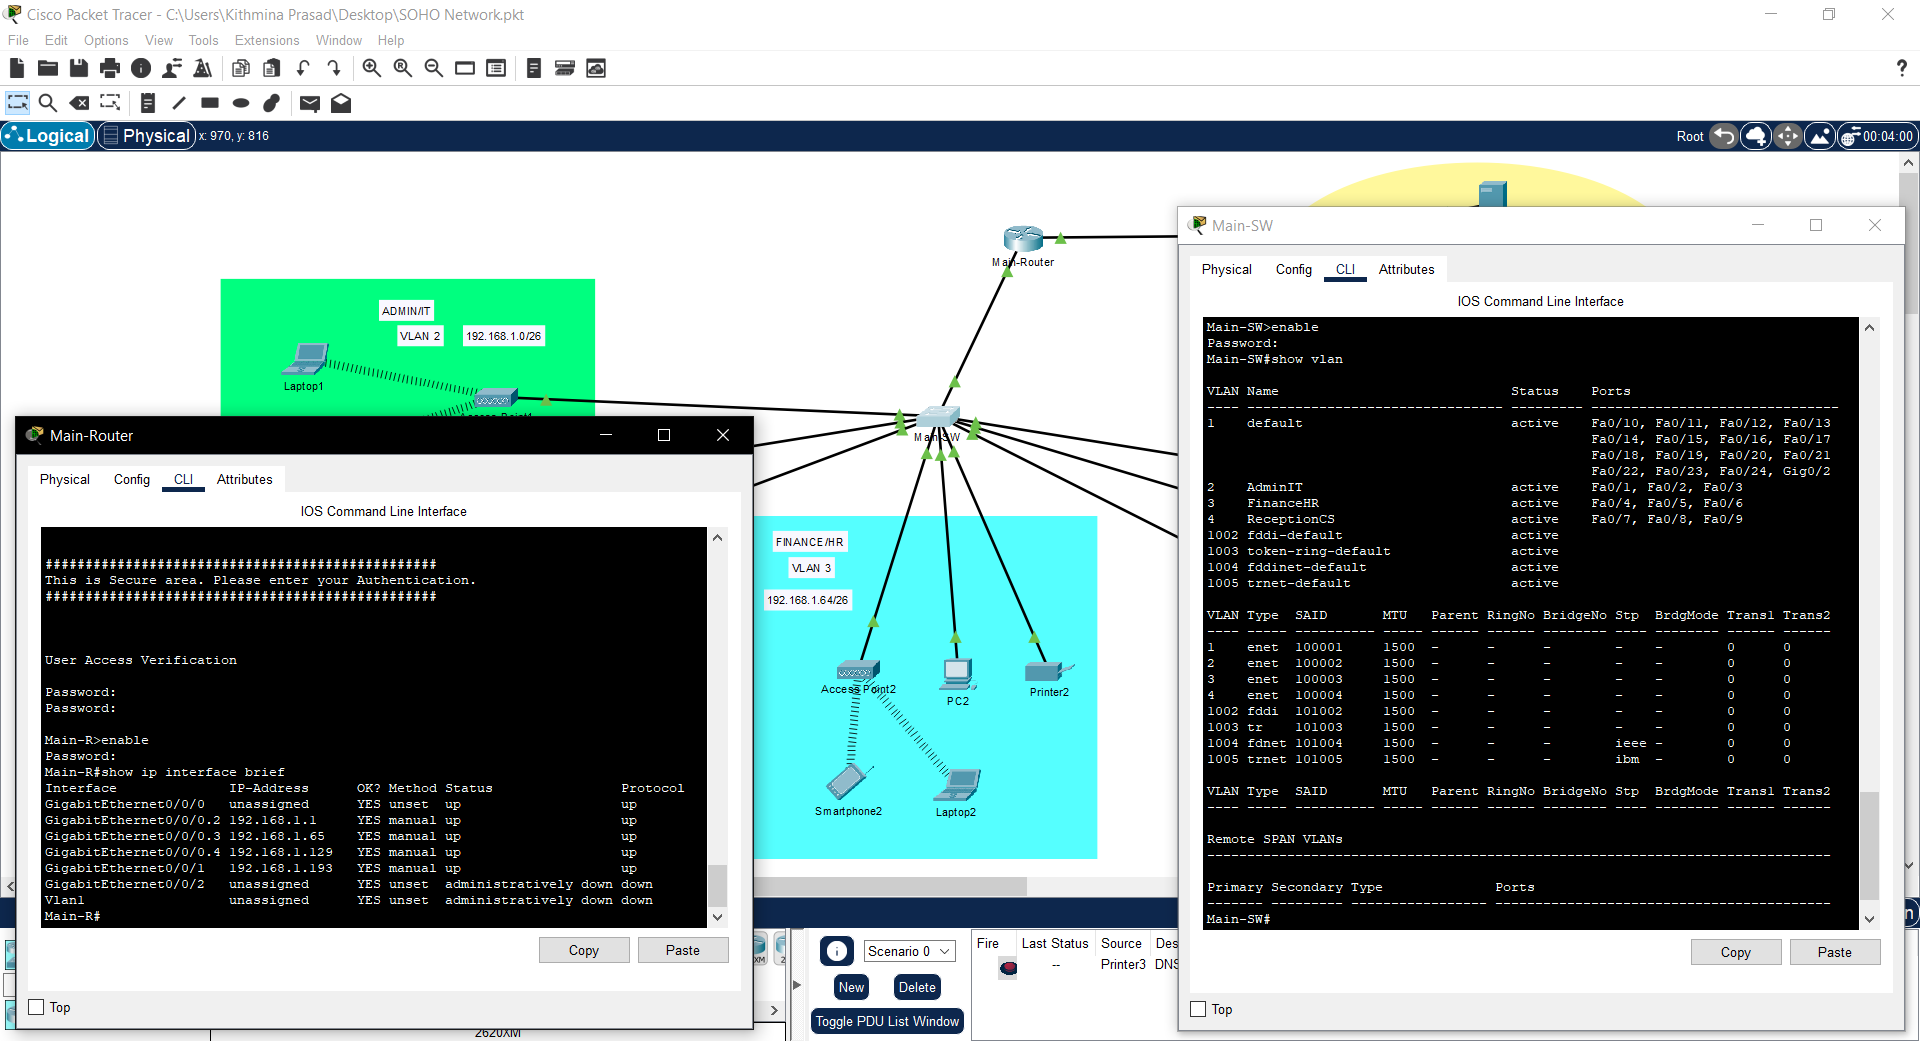 Cisco Packet Tracer - C:\Users\Kithmina Prasad\Desktop\SOHO Network.pkt
File Edit Options View Tools Extensions Window Help
Logical Physical x: 970, y: 816 Root 00:04:00
Main-Router
ADMIN/IT
VLAN 2 192.168.1.0/26
Laptop1
Main-SW
FINANCE/HR
VLAN 3
192.168.1.64/26
Access Point2
PC2
Printer2
Smartphone2
Laptop2
Main-Router
Physical Config CLI Attributes
IOS Command Line Interface
#################################################
This is Secure area. Please enter your Authentication.
#################################################
User Access Verification
Password:
Password:
Main-R>enable
Password:
Main-R#show ip interface brief
Interface IP-Address OK? Method Status Protocol
GigabitEthernet0/0/0 unassigned YES unset up up
GigabitEthernet0/0/0.2 192.168.1.1 YES manual up up
GigabitEthernet0/0/0.3 192.168.1.65 YES manual up up
GigabitEthernet0/0/0.4 192.168.1.129 YES manual up up
GigabitEthernet0/0/1 192.168.1.193 YES manual up up
GigabitEthernet0/0/2 unassigned YES unset administratively down down
Vlan1 unassigned YES unset administratively down down
Main-R#
Copy Paste
Top
Main-SW
Physical Config CLI Attributes
IOS Command Line Interface
Main-SW>enable
Password:
Main-SW#show vlan
VLAN Name Status Ports
---- -------------------------------- --------- -------------------------------
1 default active Fa0/10, Fa0/11, Fa0/12, Fa0/13
Fa0/14, Fa0/15, Fa0/16, Fa0/17
Fa0/18, Fa0/19, Fa0/20, Fa0/21
Fa0/22, Fa0/23, Fa0/24, Gig0/2
2 AdminIT active Fa0/1, Fa0/2, Fa0/3
3 FinanceHR active Fa0/4, Fa0/5, Fa0/6
4 ReceptionCS active Fa0/7, Fa0/8, Fa0/9
1002 fddi-default active
1003 token-ring-default active
1004 fddinet-default active
1005 trnet-default active
VLAN Type SAID MTU Parent RingNo BridgeNo Stp BrdgMode Trans1 Trans2
---- ----- ---------- ----- ------ ------ -------- ---- -------- ------ ------
1 enet 100001 1500 - - - - - 0 0
2 enet 100002 1500 - - - - - 0 0
3 enet 100003 1500 - - - - - 0 0
4 enet 100004 1500 - - - - - 0 0
1002 fddi 101002 1500 - - - - - 0 0
1003 tr 101003 1500 - - - - - 0 0
1004 fdnet 101004 1500 - - - ieee - 0 0
1005 trnet 101005 1500 - - - ibm - 0 0
VLAN Type SAID MTU Parent RingNo BridgeNo Stp BrdgMode Trans1 Trans2
---- ----- ---------- ----- ------ ------ -------- ---- -------- ------ ------
Remote SPAN VLANs
------------------------------------------------------------------------------
Primary Secondary Type Ports
------- --------- ----------------- ------------------------------------------
Main-SW#
Copy Paste
Top
Scenario 0
New Delete
Toggle PDU List Window
Fire Last Status Source Des
-- Printer3 DNS
2620XM